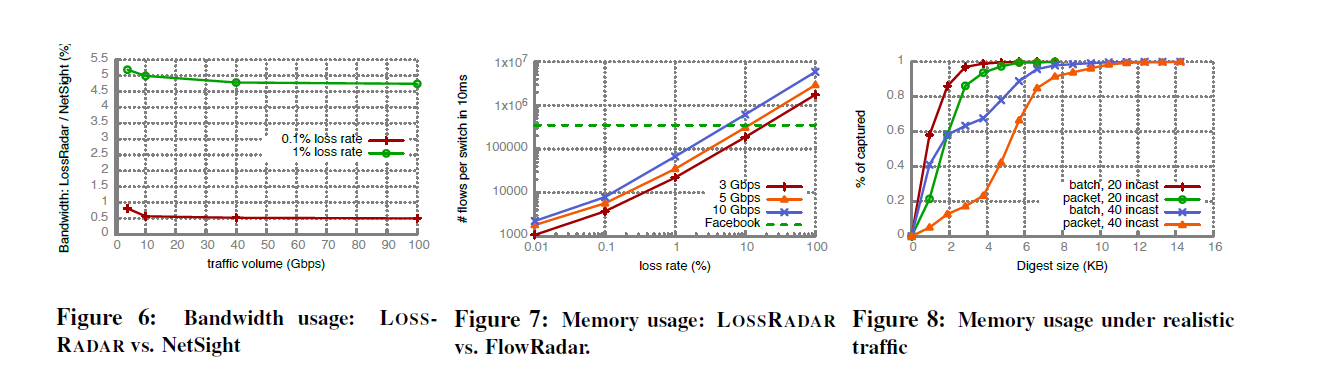 Bandwidth: LossRadar / NetSight (%)
5.5
5
4.5
4
3.5
3
2.5
2
1.5
1
0.5
0
0.1% loss rate
1% loss rate
0 10 20 30 40 50 60 70 80 90 100
traffic volume (Gbps)
Figure 6: Bandwidth usage: LOSS-
RADAR vs. NetSight
# flows per switch in 10ms
1x10^7
1x10^6
100000
10000
1000
3 Gbps
5 Gbps
10 Gbps
Facebook
0.01 0.1 1 10 100
loss rate (%)
Figure 7: Memory usage: LOSSRADAR
vs. FlowRadar.
% of captured
1
0.8
0.6
0.4
0.2
0
batch, 20 incast
packet, 20 incast
batch, 40 incast
packet, 40 incast
0 2 4 6 8 10 12 14 16
Digest size (KB)
Figure 8: Memory usage under realistic
traffic